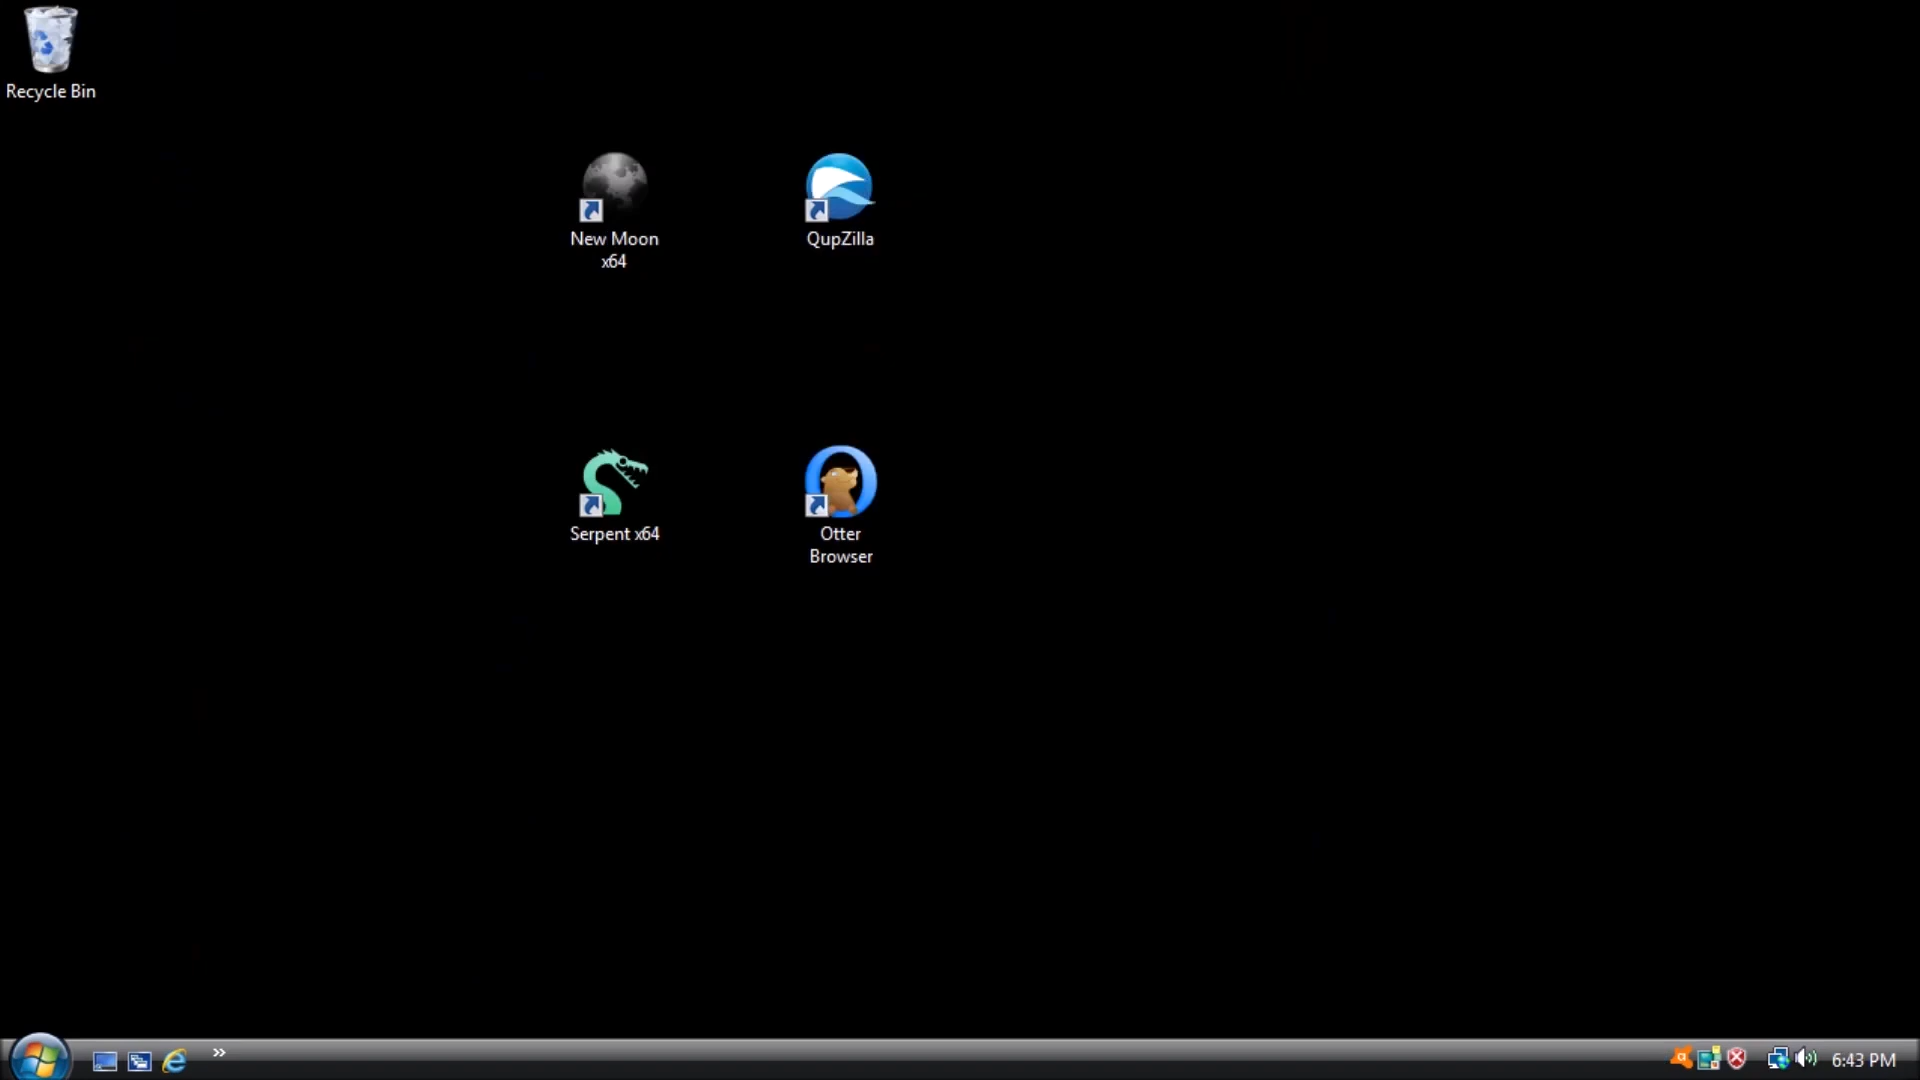 Recycle Bin
New Moon
x64
QupZilla
Serpent x64
Otter
Browser
6:43 PM